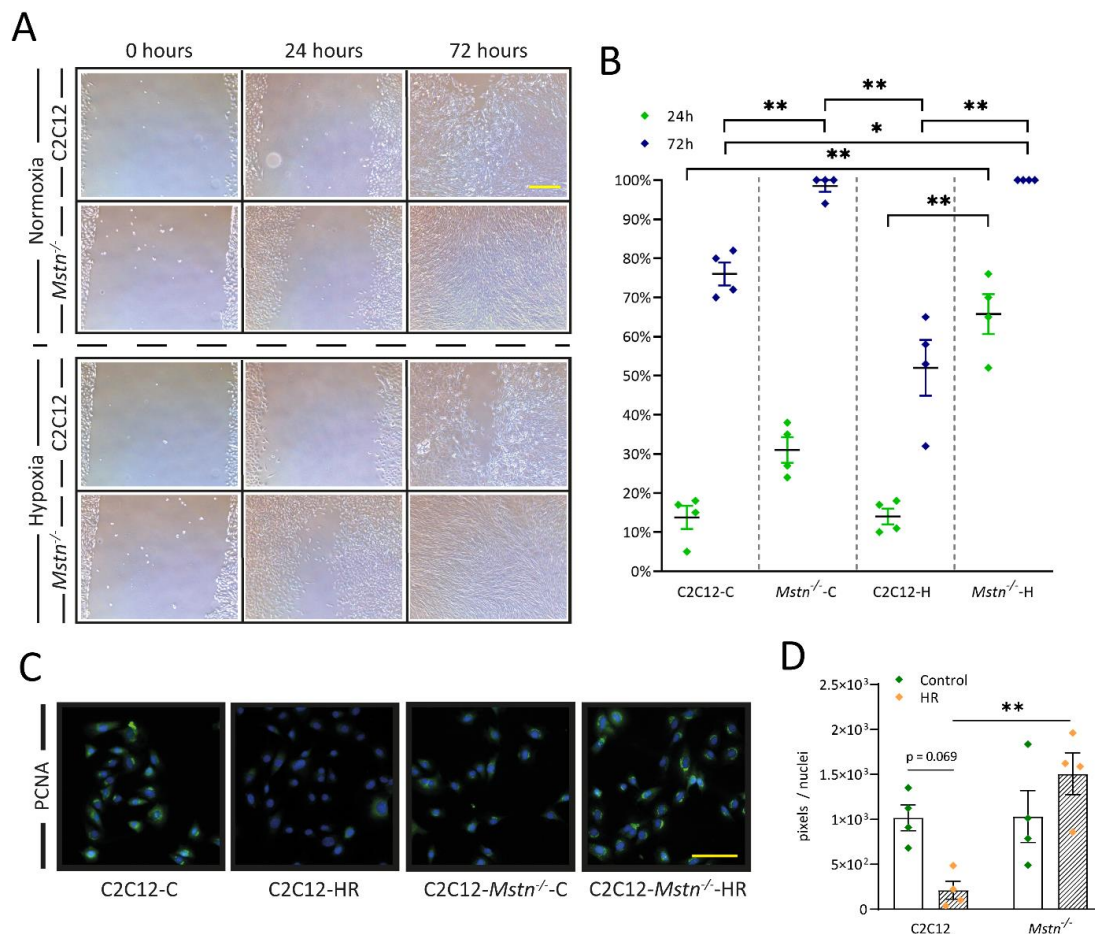 A
0 hours
24 hours
72 hours
Normoxia
C2C12
Mstn-/-
Hypoxia
C2C12
Mstn-/-
B
24h
72h
**
**
**
*
**
**
100%
90%
80%
70%
60%
50%
40%
30%
20%
10%
0%
C2C12-C
Mstn-/--C
C2C12-H
Mstn-/--H
C
PCNA
C2C12-C
C2C12-HR
C2C12-Mstn-/--C
C2C12-Mstn-/--HR
D
Control
HR
**
p = 0.069
pixels / nuclei
2.5×10³
2×10³
1.5×10³
1×10³
5×10²
0
C2C12
Mstn-/-